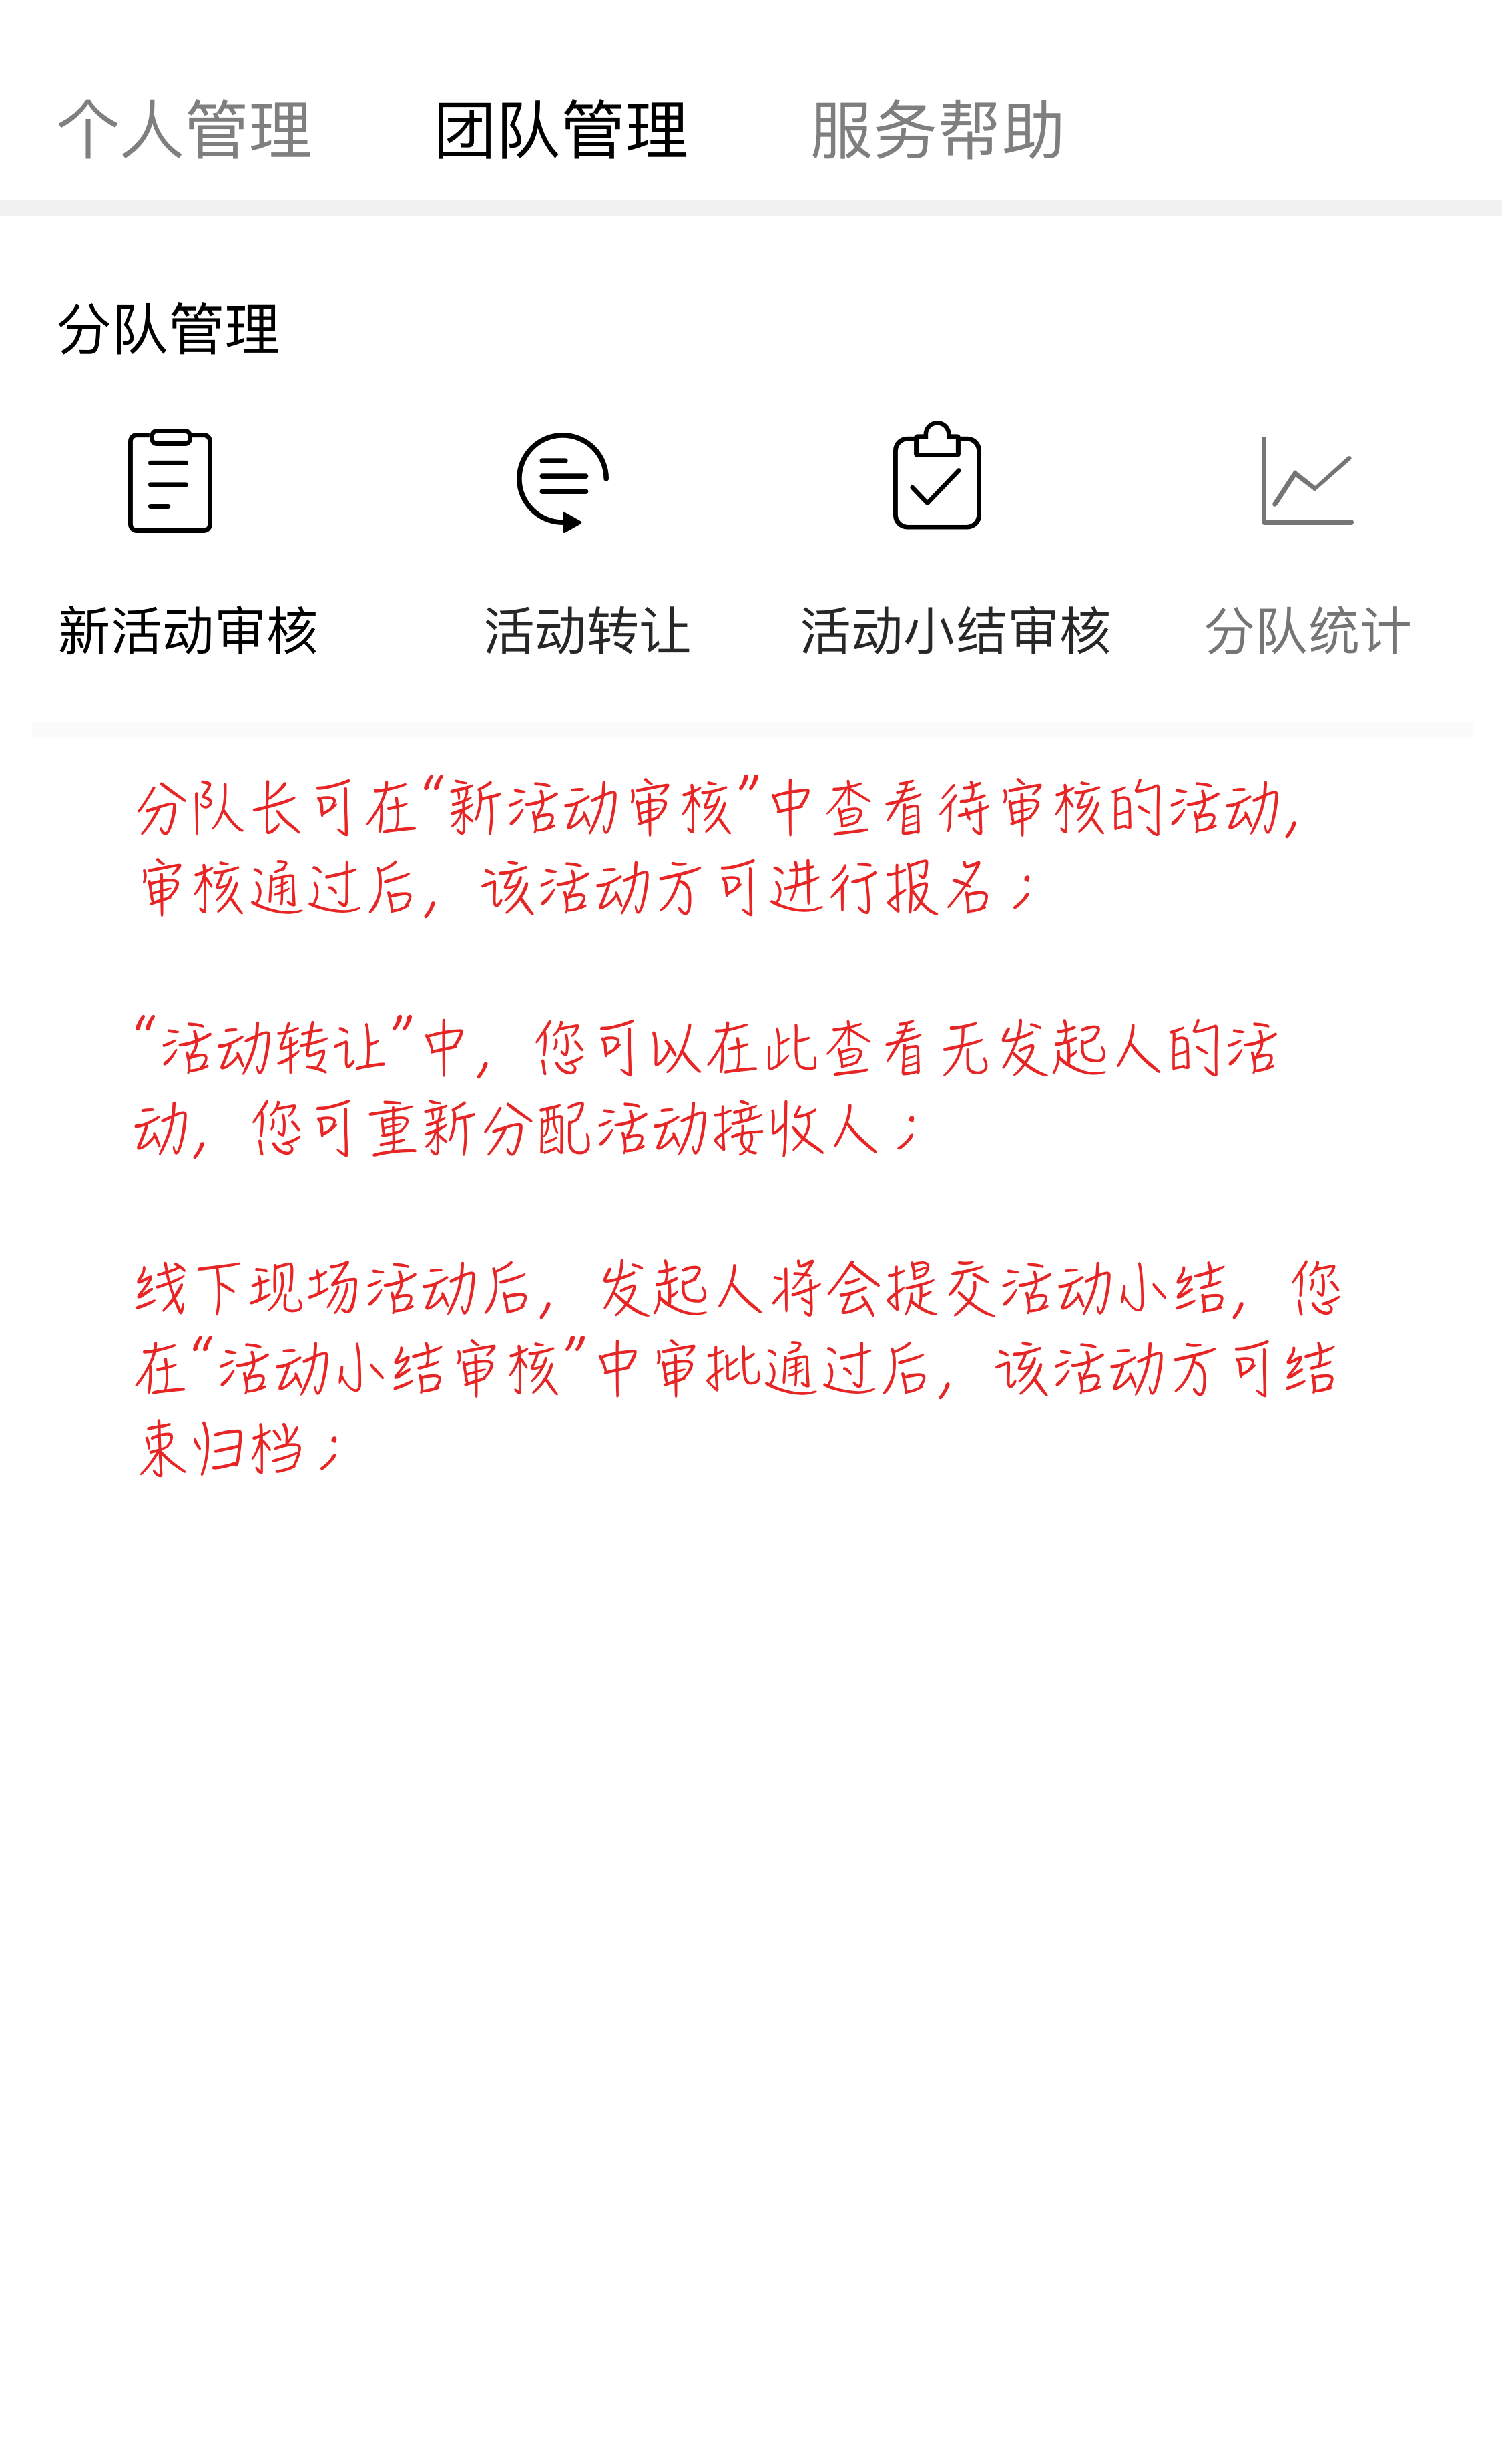 个人管理 团队管理 服务帮助
分队管理
新活动审核 活动转让 活动小结审核 分队统计
分队长可在“新活动审核”中查看待审核的活动,
审核通过后, 该活动方可进行报名;
“活动转让”中, 您可以在此查看无发起人的活
动, 您可重新分配活动接收人;
线下现场活动后, 发起人将会提交活动小结, 您
在“活动小结审核”中审批通过后, 该活动方可结
束归档;